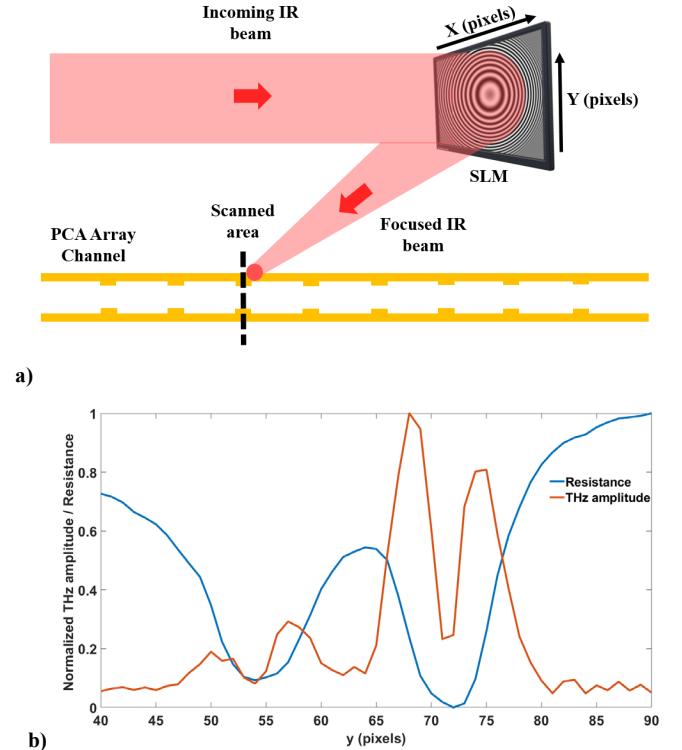 Incoming IR
beam
X (pixels)
Y (pixels)
SLM
Scanned
area
Focused IR
beam
PCA Array
Channel
a)
Normalized THz amplitude / Resistance
1
0.8
0.6
0.4
0.2
0
Resistance
THz amplitude
40 45 50 55 60 65 70 75 80 85 90
y (pixels)
b)